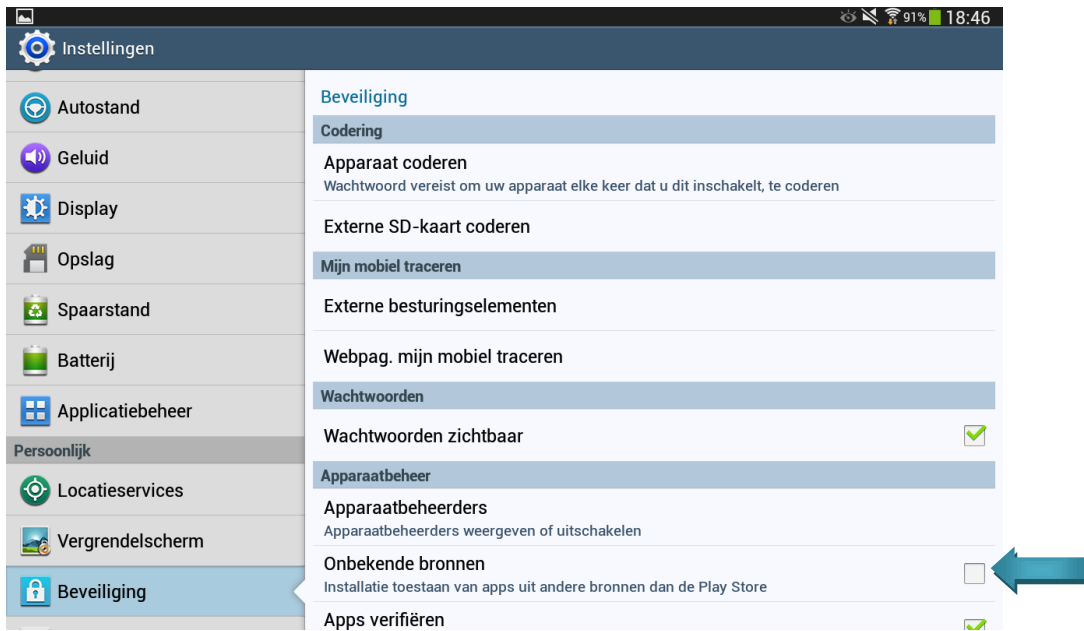 91% 18:46
Instellingen
Autostand
Geluid
Display
Opslag
Spaarstand
Batterij
Applicatiebeheer
Persoonlijk
Locatieservices
Vergrendelscherm
Beveiliging
Beveiliging
Codering
Apparaat coderen
Wachtwoord vereist om uw apparaat elke keer dat u dit inschakelt, te coderen
Externe SD-kaart coderen
Mijn mobiel traceren
Externe besturingselementen
Webpag. mijn mobiel traceren
Wachtwoorden
Wachtwoorden zichtbaar
Apparaatbeheer
Apparaatbeheerders
Apparaatbeheerders weergeven of uitschakelen
Onbekende bronnen
Installatie toestaan van apps uit andere bronnen dan de Play Store
Apps verifiëren